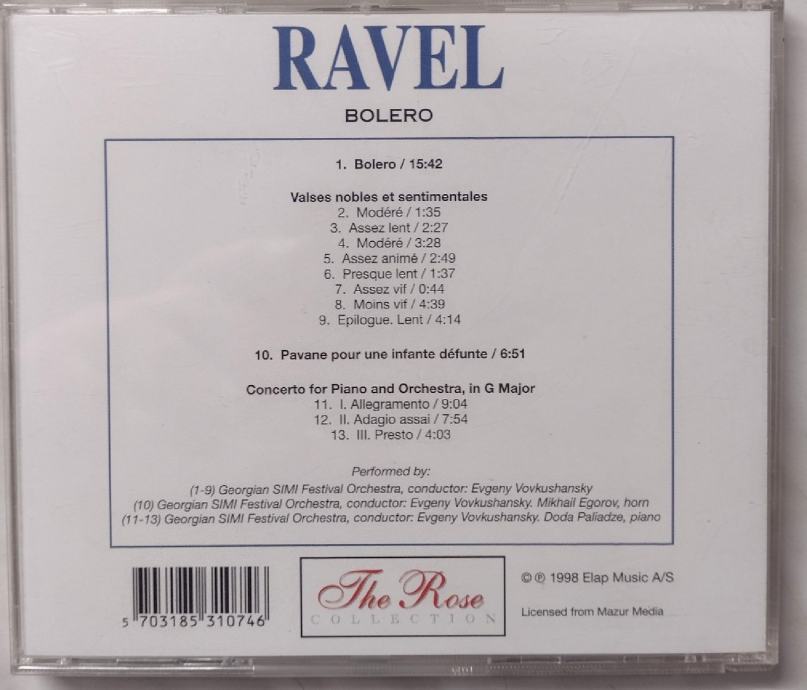 RAVEL
BOLERO
1. Bolero / 15:42
Valses nobles et sentimentales
2. Modéré / 1:35
3. Assez lent / 2:27
4. Modéré / 3:28
5. Assez animé / 2:49
6. Presque lent / 1:37
7. Assez vif / 0:44
8. Moins vif / 4:39
9. Epilogue. Lent / 4:14
10. Pavane pour une infante défunte / 6:51
Concerto for Piano and Orchestra, in G Major
11. I. Allegramento / 9:04
12. II. Adagio assai / 7:54
13. III. Presto / 4:03
Performed by:
(1-9) Georgian SIMI Festival Orchestra, conductor: Evgeny Vovkushansky
(10) Georgian SIMI Festival Orchestra, conductor: Evgeny Vovkushansky. Mikhail Egorov, horn
(11-13) Georgian SIMI Festival Orchestra, conductor: Evgeny Vovkushansky. Doda Paliadze, piano
5 703185 310746
The Rose
COLLECTION
© ℗ 1998 Elap Music A/S
Licensed from Mazur Media